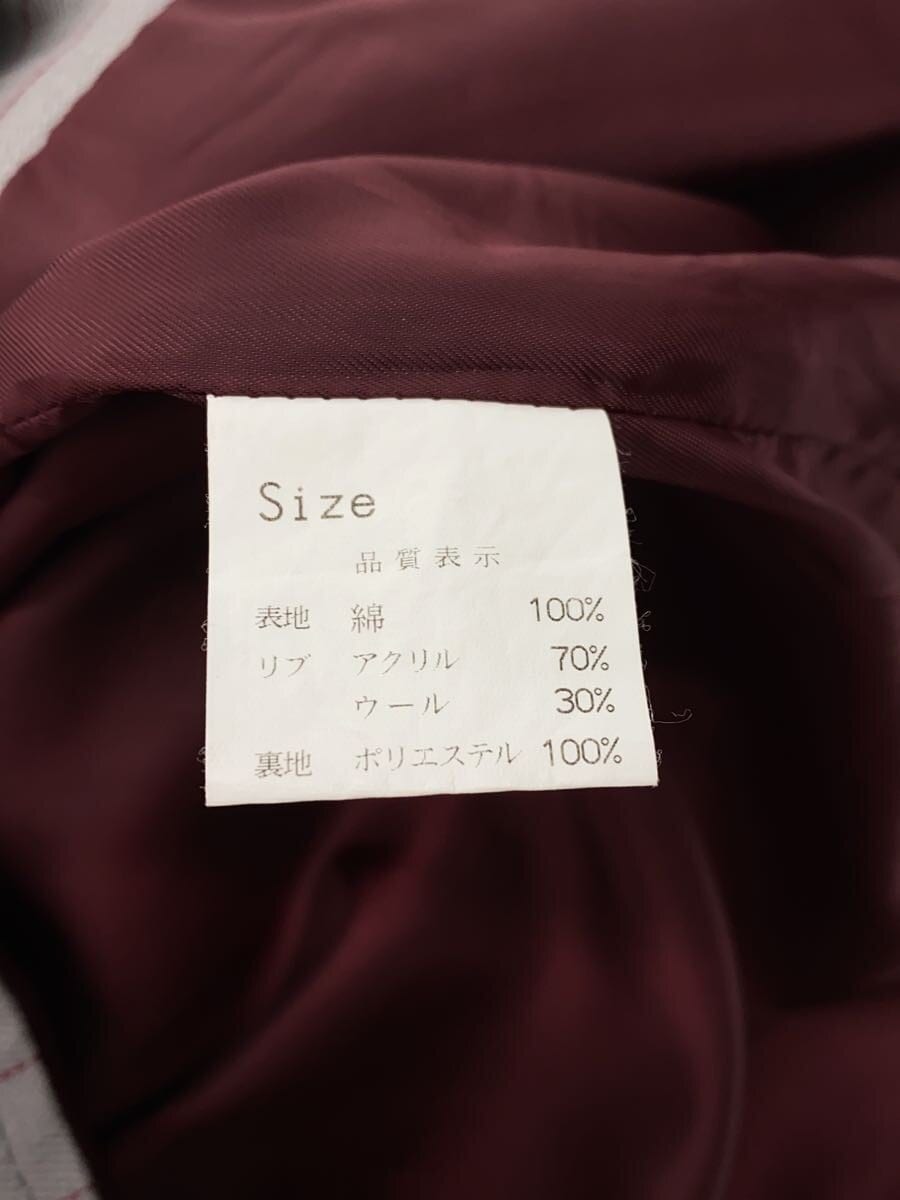 Size
品質表示
表地 綿 100%
リブ アクリル 70%
ウール 30%
裏地 ポリエステル 100%